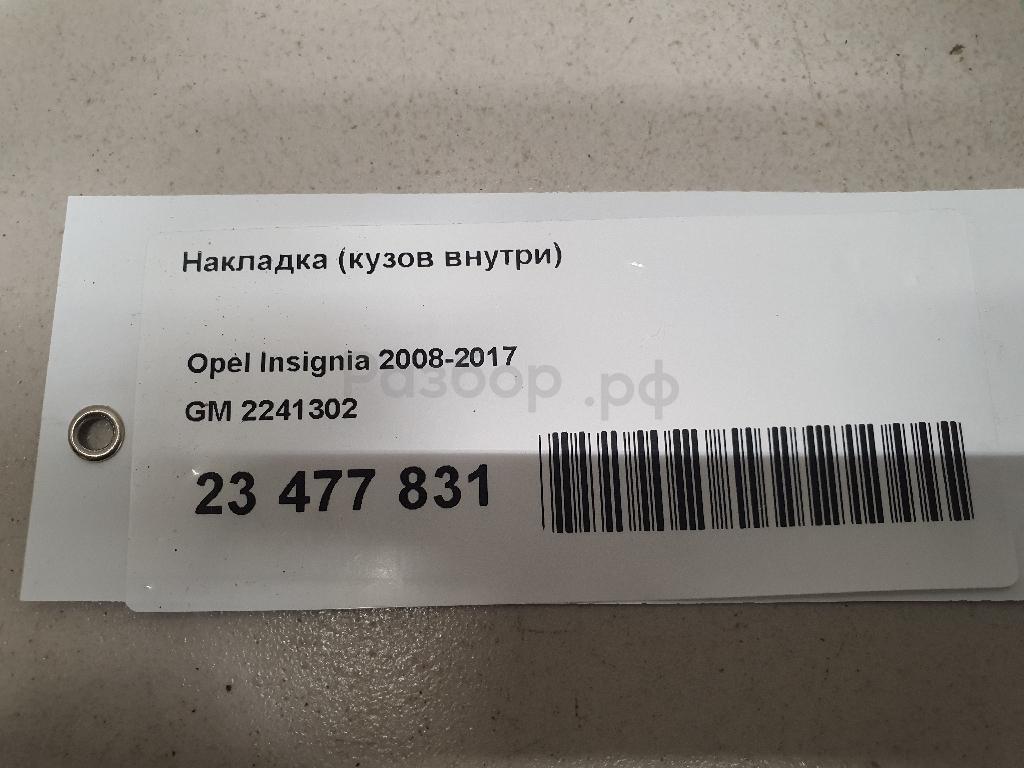 Накладка (кузов внутри)
Opel Insignia 2008-2017
Разбор.рф
GM 2241302
23 477 831